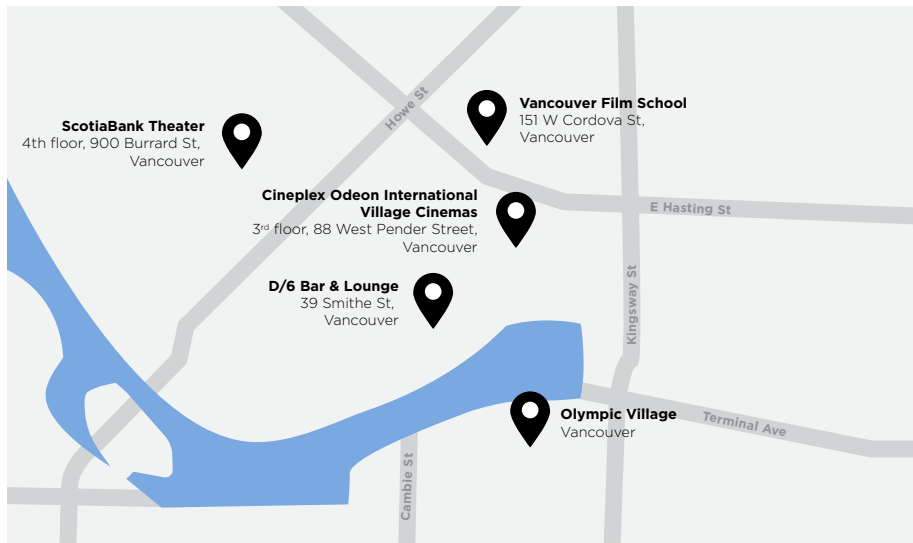 Howe St
Vancouver Film School
151 W Cordova St,
Vancouver
ScotiaBank Theater
4th floor, 900 Burrard St,
Vancouver
Cineplex Odeon International
Village Cinemas
3rd floor, 88 West Pender Street,
Vancouver
E Hasting St
D/6 Bar & Lounge
39 Smithe St,
Vancouver
Kingsway St
Olympic Village
Vancouver
Terminal Ave
Cambie St